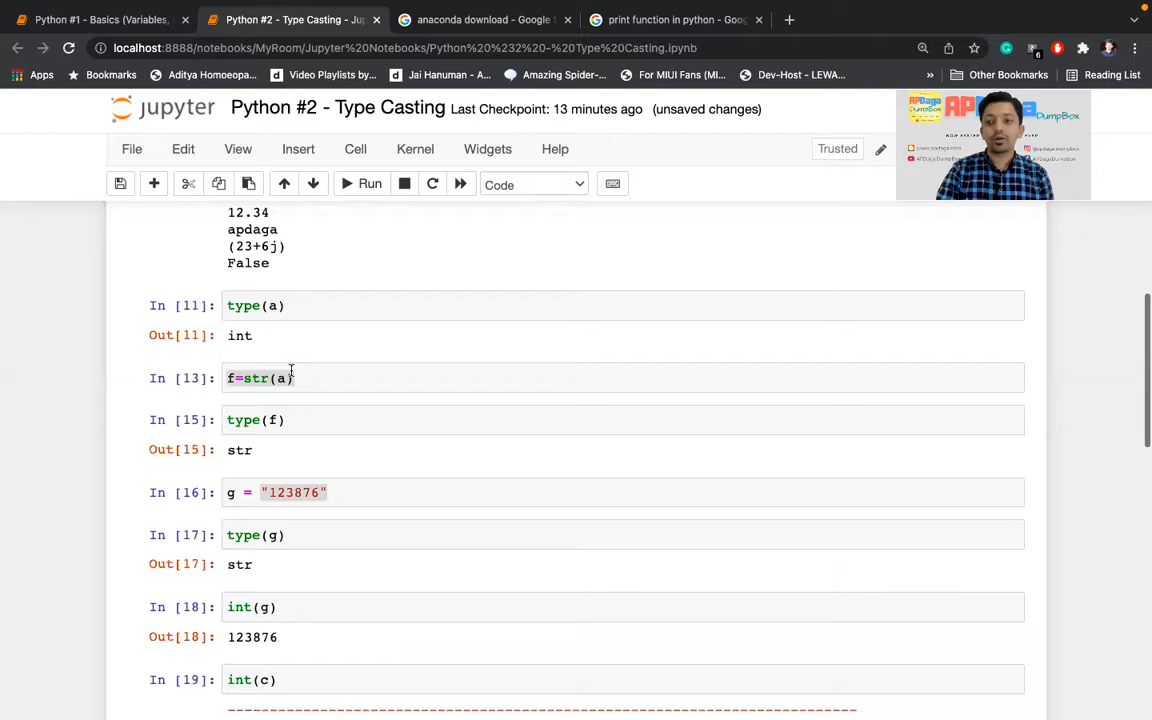 Python #1 - Basics (Variables,
Python #2 - Type Casting - Jup
anaconda download - Google
print function in python - Goog
localhost:8888/notebooks/MyRoom/Jupyter%20Notebooks/Python%20%232%20-%20Type%20Casting.ipynb
6
Apps
Bookmarks
Aditya Homoeopa...
Video Playlists by...
Jai Hanuman - A...
Amazing Spider-...
For MIUI Fans (MI...
Dev-Host - LEWA...
»
Other Bookmarks
Reading List
jupyter
Python #2 - Type Casting Last Checkpoint: 13 minutes ago (unsaved changes)
DumpBox
File Edit View Insert Cell Kernel Widgets Help
Trusted
Run
Code
12.34
apdaga
(23+6j)
False
In [11]: type(a)
Out[11]: int
In [13]: f=str(a)
In [15]: type(f)
Out[15]: str
In [16]: g = "123876"
In [17]: type(g)
Out[17]: str
In [18]: int(g)
Out[18]: 123876
In [19]: int(c)
---------------------------------------------------------------------------